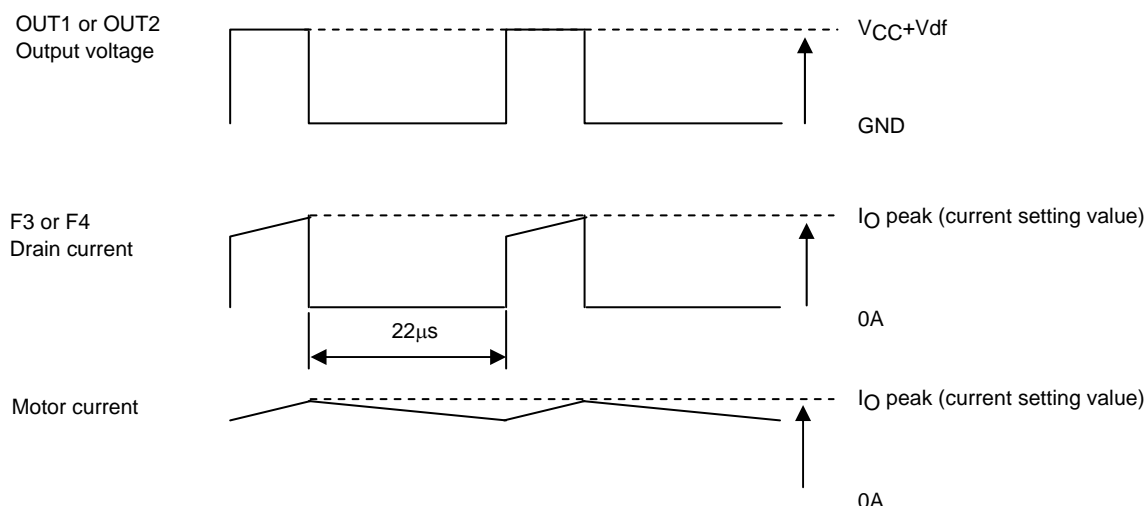 OUT1 or OUT2
Output voltage
VCC+Vdf
GND
F3 or F4
Drain current
IO peak (current setting value)
0A
22μs
Motor current
IO peak (current setting value)
0A